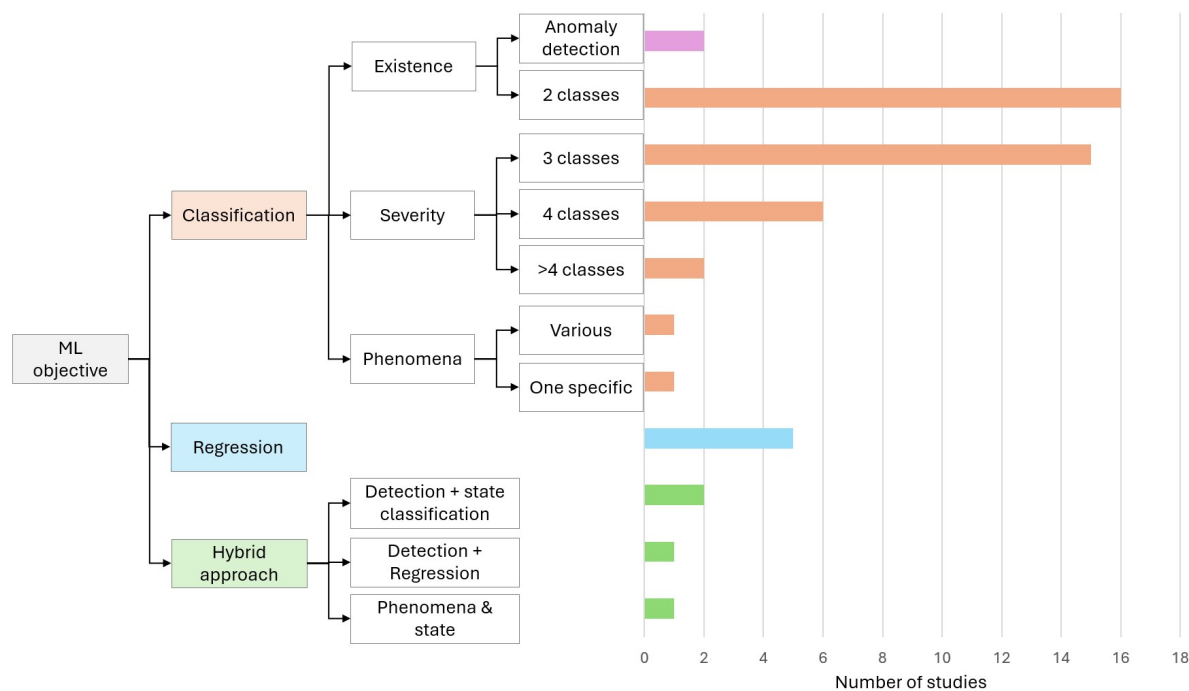 Anomaly
detection
Existence
2 classes
3 classes
Classification
Severity
4 classes
>4 classes
Various
ML
objective
Phenomena
One specific
Regression
Detection + state
classification
Hybrid
approach
Detection +
Regression
Phenomena &
state
0 2 4 6 8 10 12 14 16 18
Number of studies